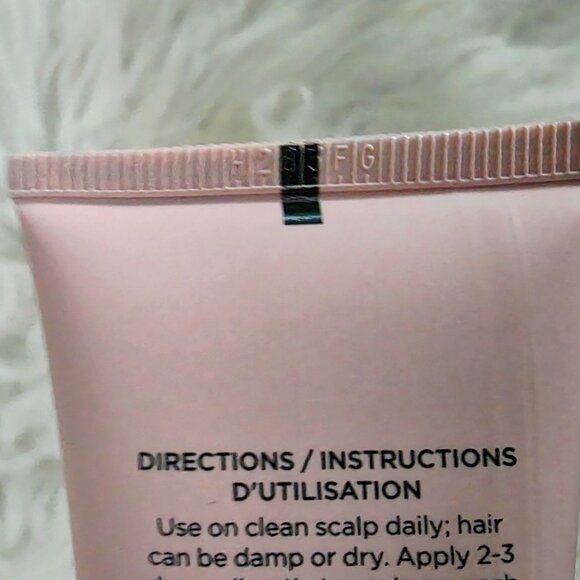 DIRECTIONS / INSTRUCTIONS
D'UTILISATION
Use on clean scalp daily; hair
can be damp or dry. Apply 2-3